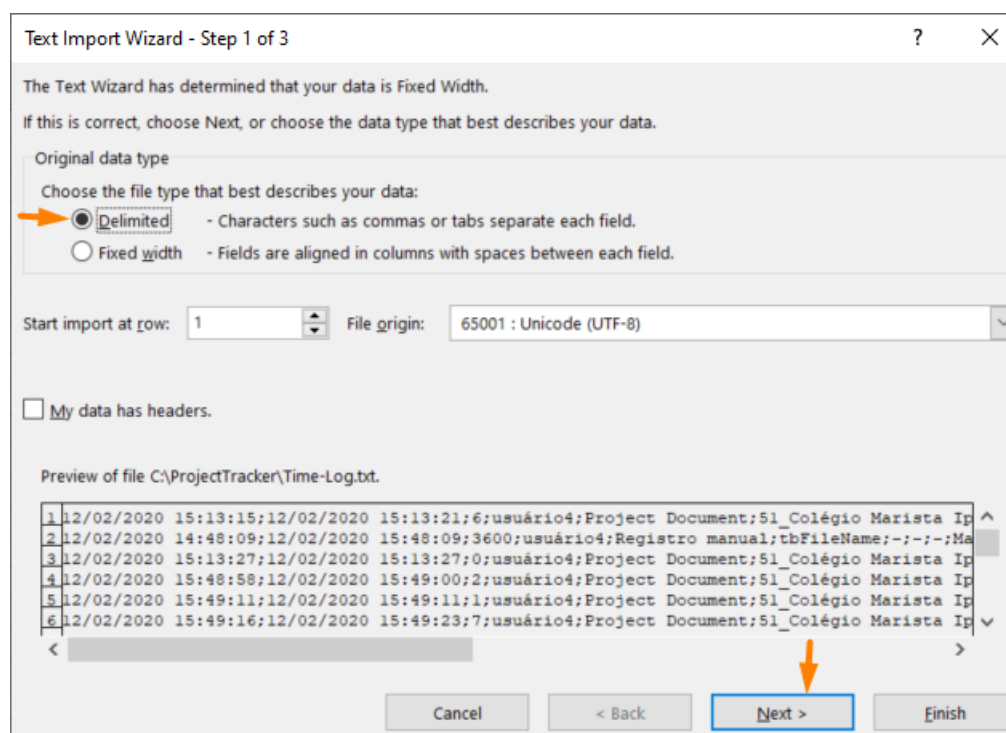 Text Import Wizard - Step 1 of 3 ?
The Text Wizard has determined that your data is Fixed Width.
If this is correct, choose Next, or choose the data type that best describes your data.
Original data type
Choose the file type that best describes your data:
Delimited - Characters such as commas or tabs separate each field.
Fixed width - Fields are aligned in columns with spaces between each field.
Start import at row: 1 File origin: 65001 : Unicode (UTF-8)
My data has headers.
Preview of file C:\ProjectTracker\Time-Log.txt.
1 12/02/2020 15:13:15;12/02/2020 15:13:21;6;usuário4;Project Document;51_Colégio Marista Ip
2 12/02/2020 14:48:09;12/02/2020 15:48:09;3600;usuário4;Registro manual;tbFileName;-;-;-;Ma
3 12/02/2020 15:13:27;12/02/2020 15:13:27;0;usuário4;Project Document;51_Colégio Marista Ip
4 12/02/2020 15:48:58;12/02/2020 15:49:00;2;usuário4;Project Document;51_Colégio Marista Ip
5 12/02/2020 15:49:11;12/02/2020 15:49:11;1;usuário4;Project Document;51_Colégio Marista Ip
6 12/02/2020 15:49:16;12/02/2020 15:49:23;7;usuário4;Project Document;51_Colégio Marista Ip
Cancel < Back Next > Finish